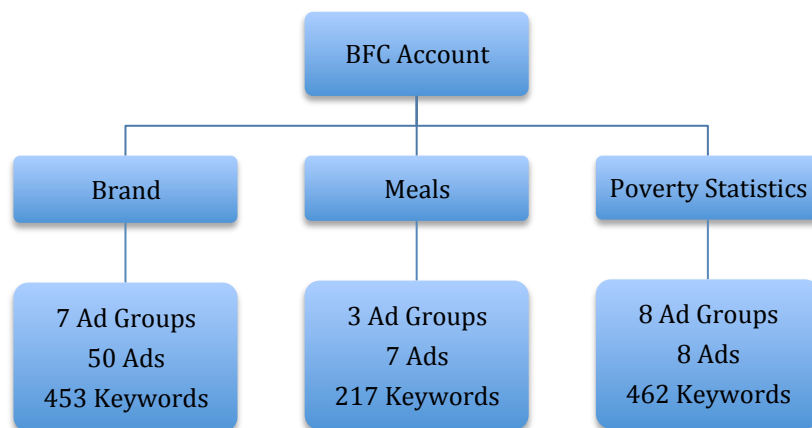 BFC Account
Brand
Meals
Poverty Statistics
7 Ad Groups
50 Ads
453 Keywords
3 Ad Groups
7 Ads
217 Keywords
8 Ad Groups
8 Ads
462 Keywords